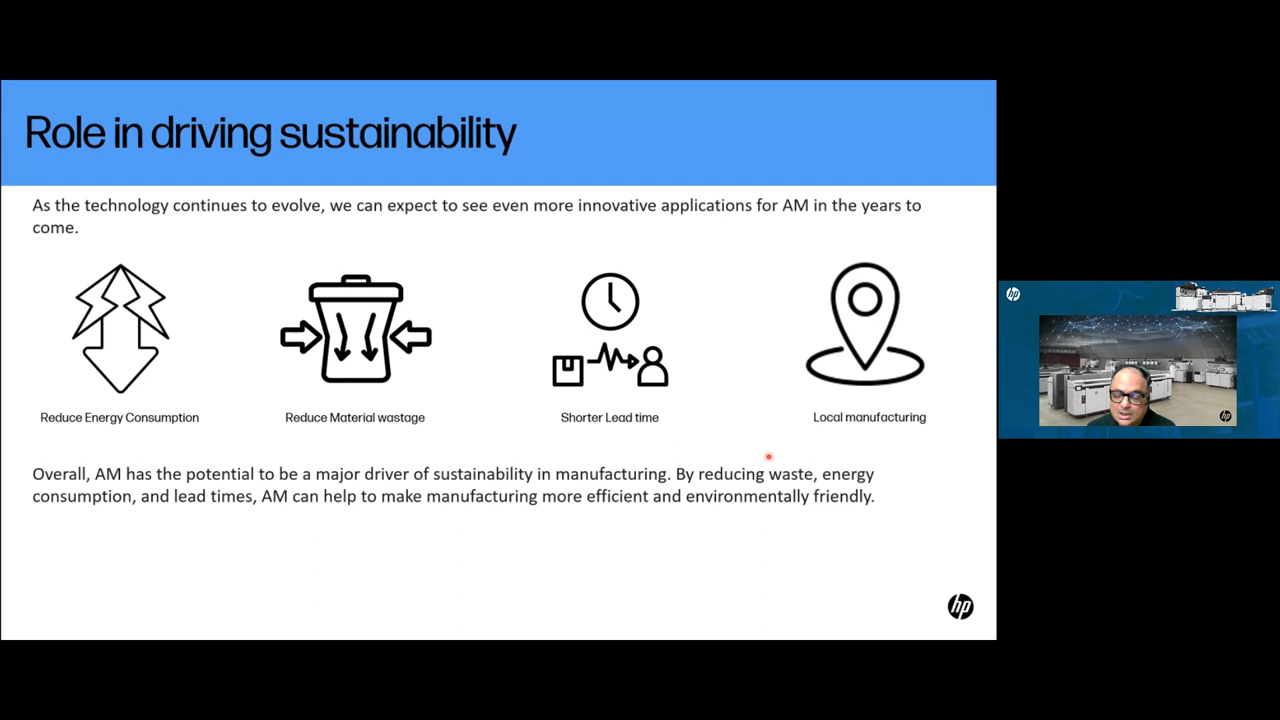 Role in driving sustainability
As the technology continues to evolve, we can expect to see even more innovative applications for AM in the years to
come.
Reduce Energy Consumption
Reduce Material wastage
Shorter Lead time
Local manufacturing
Overall, AM has the potential to be a major driver of sustainability in manufacturing. By reducing waste, energy
consumption, and lead times, AM can help to make manufacturing more efficient and environmentally friendly.
hp
hp
hp